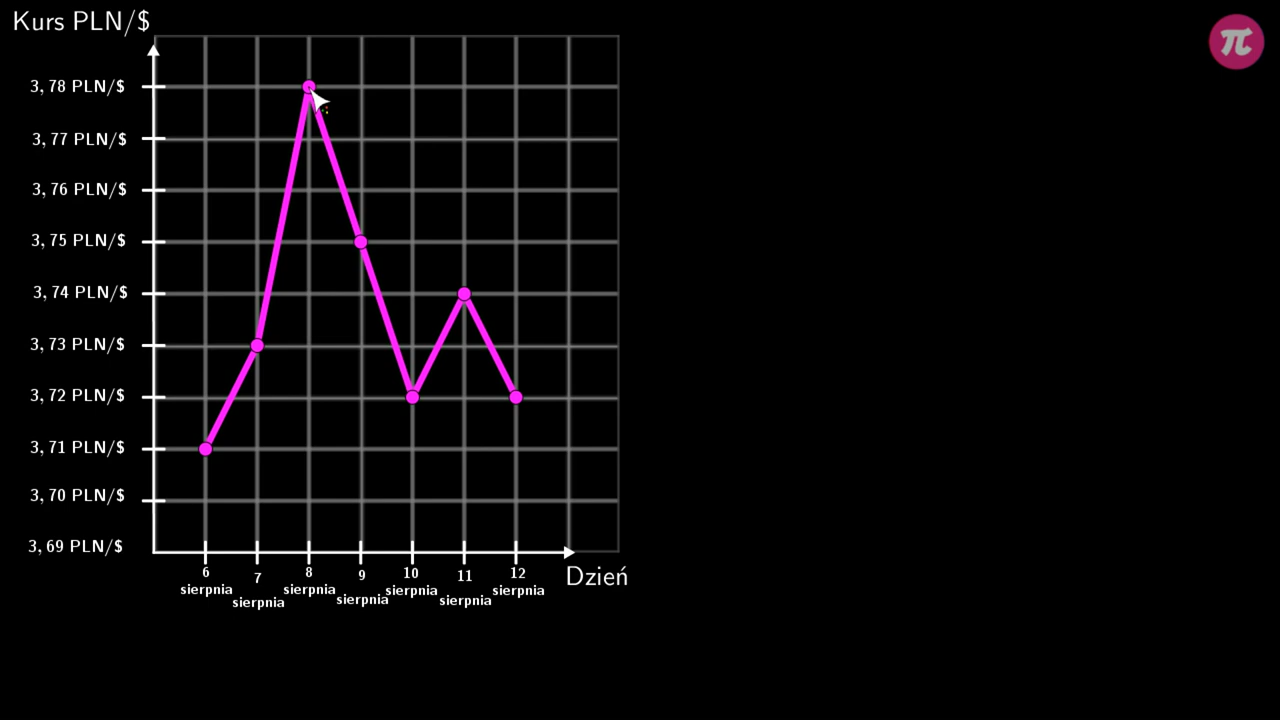 Kurs PLN/$
3, 78 PLN/$
3, 77 PLN/$
3, 76 PLN/$
3, 75 PLN/$
3, 74 PLN/$
3, 73 PLN/$
3, 72 PLN/$
3, 71 PLN/$
3, 70 PLN/$
3, 69 PLN/$
6 sierpnia
7 sierpnia
8 sierpnia
9 sierpnia
10 sierpnia
11 sierpnia
12 sierpnia
Dzień
π